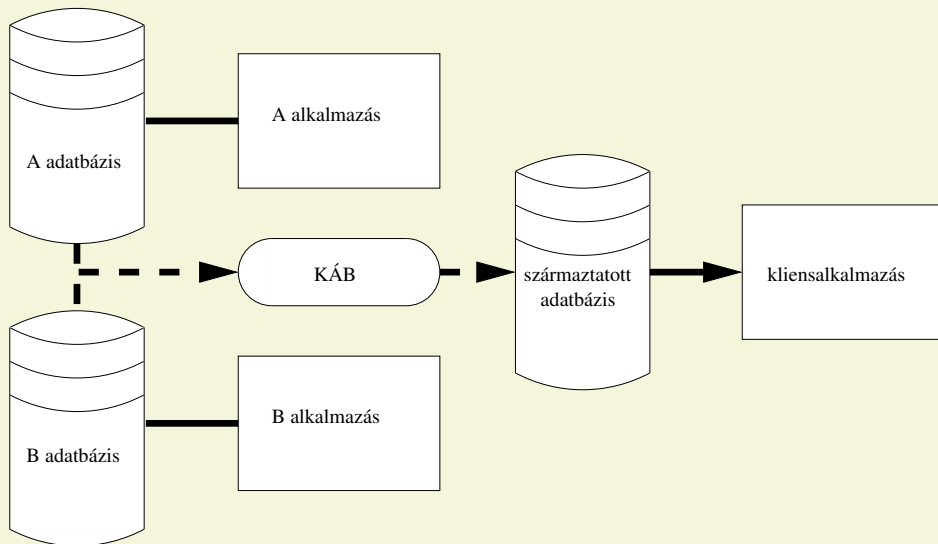 A alkalmazás
A adatbázis
KÁB
származtatott
adatbázis
kliensalkalmazás
B alkalmazás
B adatbázis